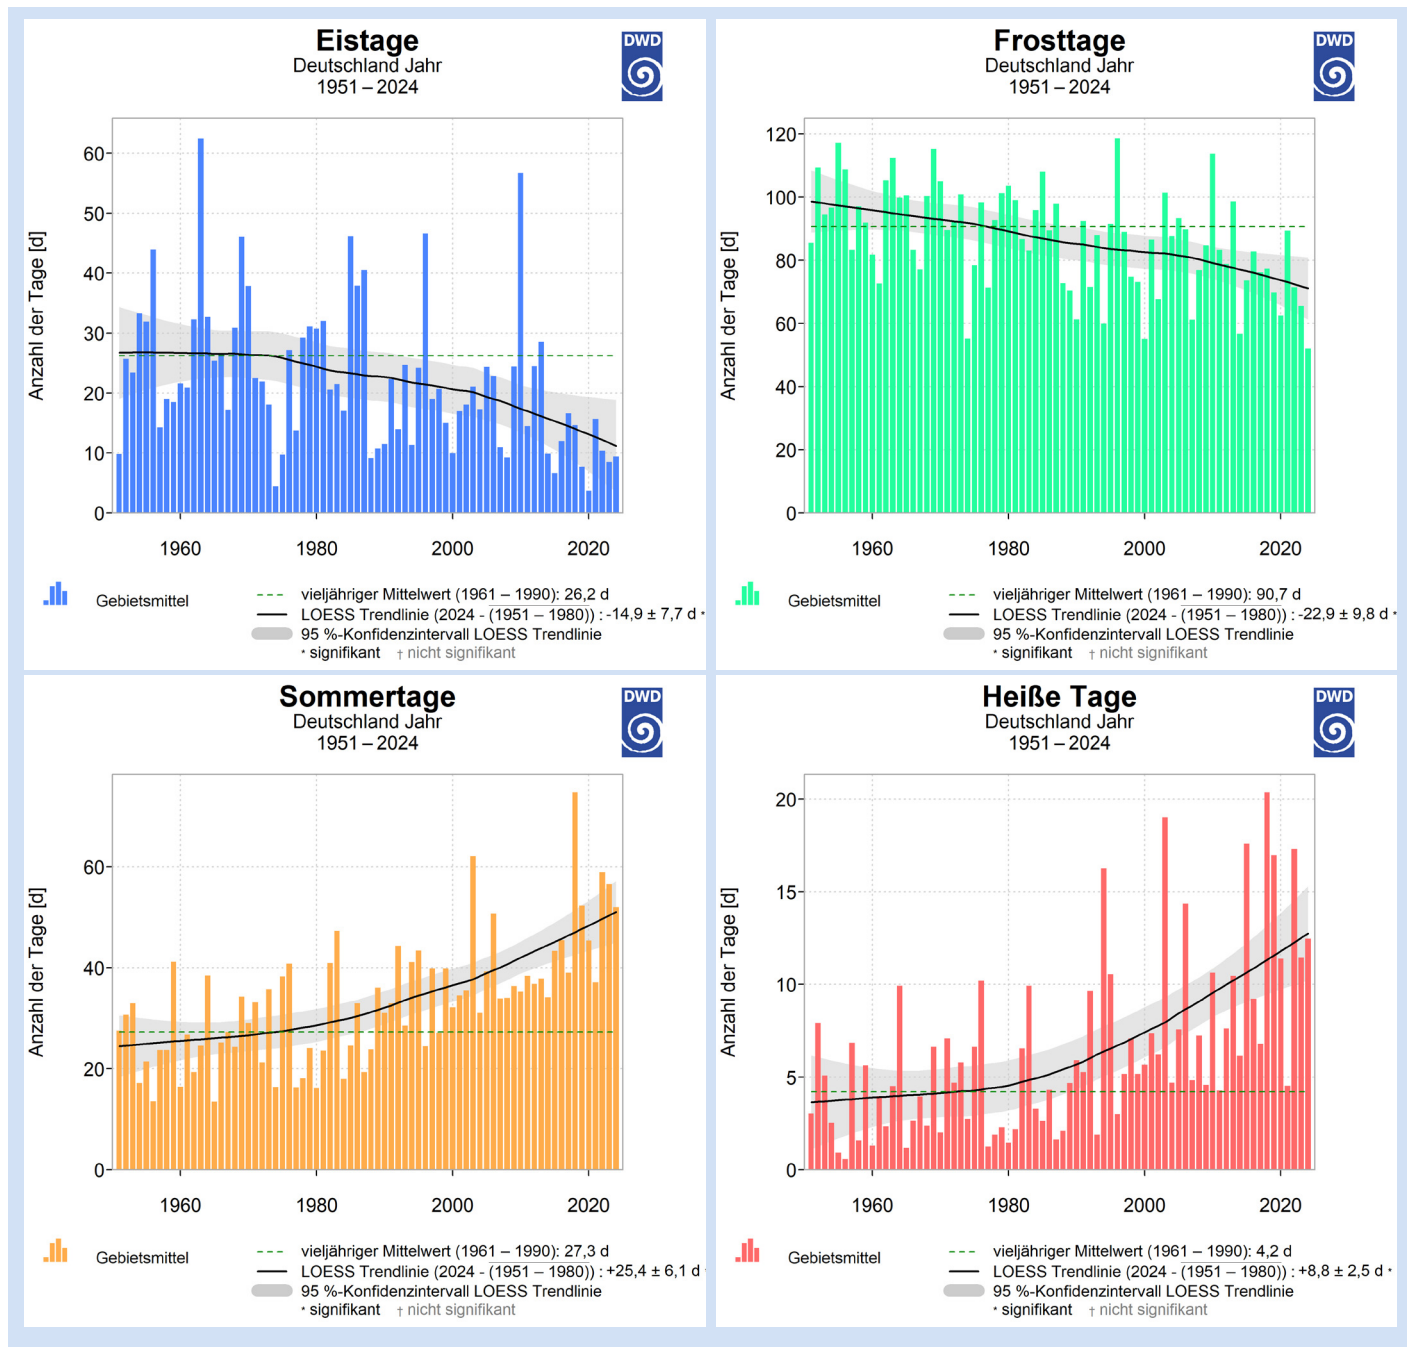 Eistage
Deutschland Jahr
1951 – 2024
DWD
Anzahl der Tage [d]
60
50
40
30
20
10
0
1960
1980
2000
2020
Gebietsmittel
vieljähriger Mittelwert (1961 – 1990): 26,2 d
LOESS Trendlinie (2024 - (1951 – 1980)) : -14,9 ± 7,7 d *
95 %-Konfidenzintervall LOESS Trendlinie
* signifikant † nicht signifikant
Frosttage
Deutschland Jahr
1951 – 2024
DWD
Anzahl der Tage [d]
120
100
80
60
40
20
0
1960
1980
2000
2020
Gebietsmittel
vieljähriger Mittelwert (1961 – 1990): 90,7 d
LOESS Trendlinie (2024 - (1951 – 1980)) : -22,9 ± 9,8 d *
95 %-Konfidenzintervall LOESS Trendlinie
* signifikant † nicht signifikant
Sommertage
Deutschland Jahr
1951 – 2024
DWD
Anzahl der Tage [d]
60
40
20
0
1960
1980
2000
2020
Gebietsmittel
vieljähriger Mittelwert (1961 – 1990): 27,3 d
LOESS Trendlinie (2024 - (1951 – 1980)) : +25,4 ± 6,1 d *
95 %-Konfidenzintervall LOESS Trendlinie
* signifikant † nicht signifikant
Heiße Tage
Deutschland Jahr
1951 – 2024
DWD
Anzahl der Tage [d]
20
15
10
5
0
1960
1980
2000
2020
Gebietsmittel
vieljähriger Mittelwert (1961 – 1990): 4,2 d
LOESS Trendlinie (2024 - (1951 – 1980)) : +8,8 ± 2,5 d *
95 %-Konfidenzintervall LOESS Trendlinie
* signifikant † nicht signifikant